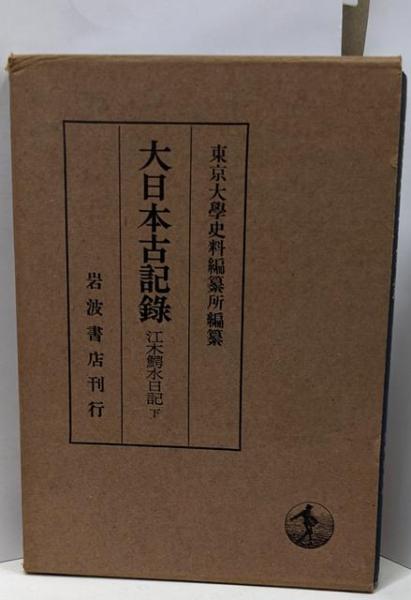 東京大學史料編纂所編纂
大日本古記錄
江木鰐水日記 下
岩波書店刊行